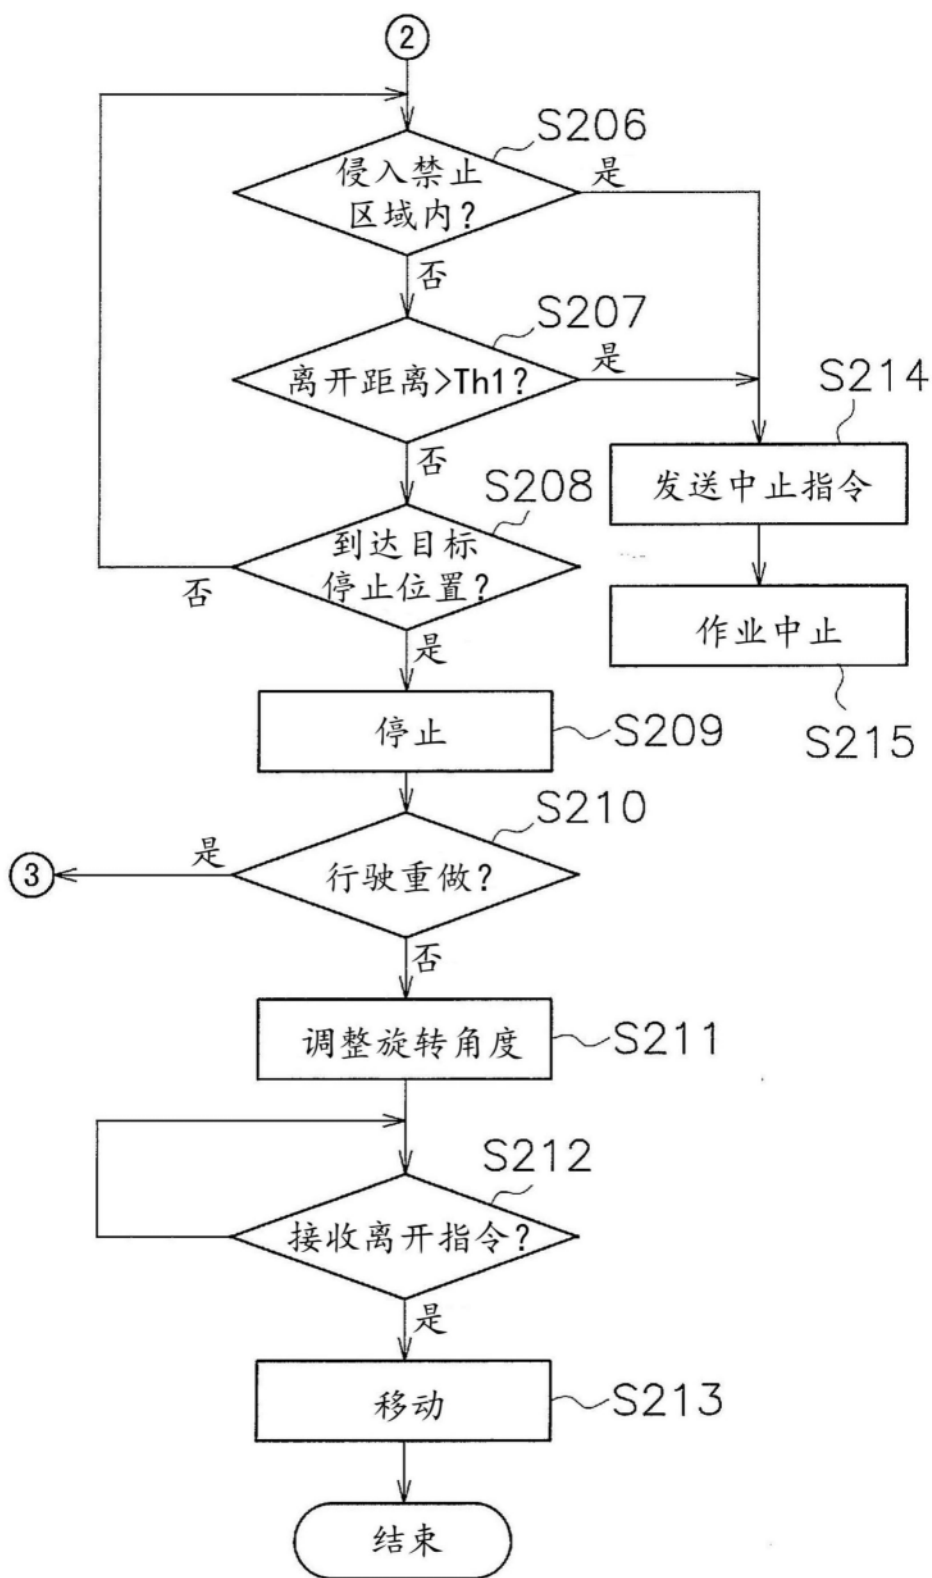 ②
S206
侵入禁止
区域内?
是
否
S207
离开距离>Th1?
是
否
S214
发送中止指令
S208
到达目标
停止位置?
否
是
作业中止
S215
停止
S209
S210
行驶重做?
是
③
否
调整旋转角度
S211
S212
接收离开指令?
是
移动
S213
结束